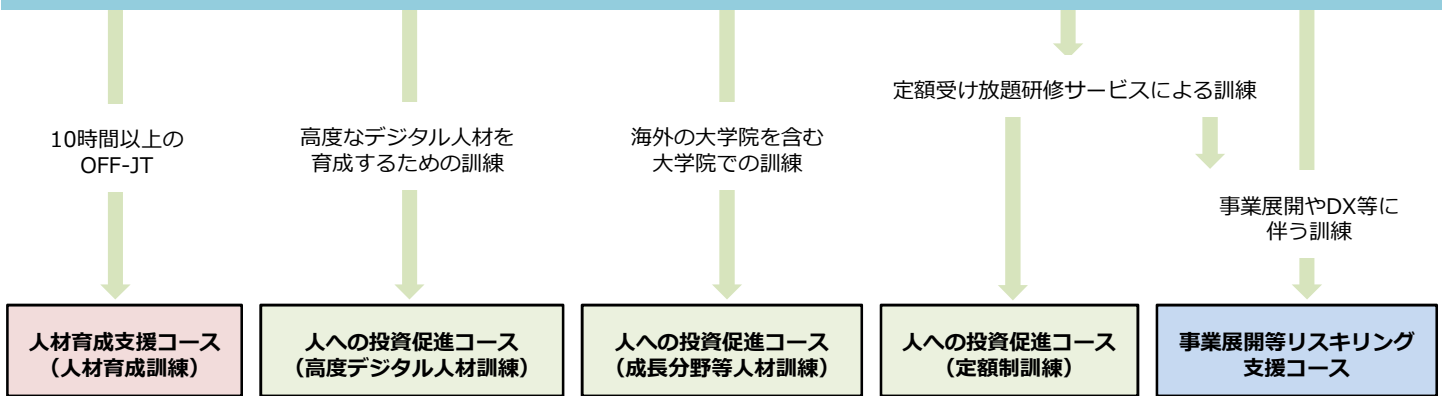 定額受け放題研修サービスによる訓練
10時間以上の
OFF-JT
高度なデジタル人材を
育成するための訓練
海外の大学院を含む
大学院での訓練
事業展開やDX等に
伴う訓練
人材育成支援コース
（人材育成訓練）
人への投資促進コース
（高度デジタル人材訓練）
人への投資促進コース
（成長分野等人材訓練）
人への投資促進コース
（定額制訓練）
事業展開等リスキリング
支援コース